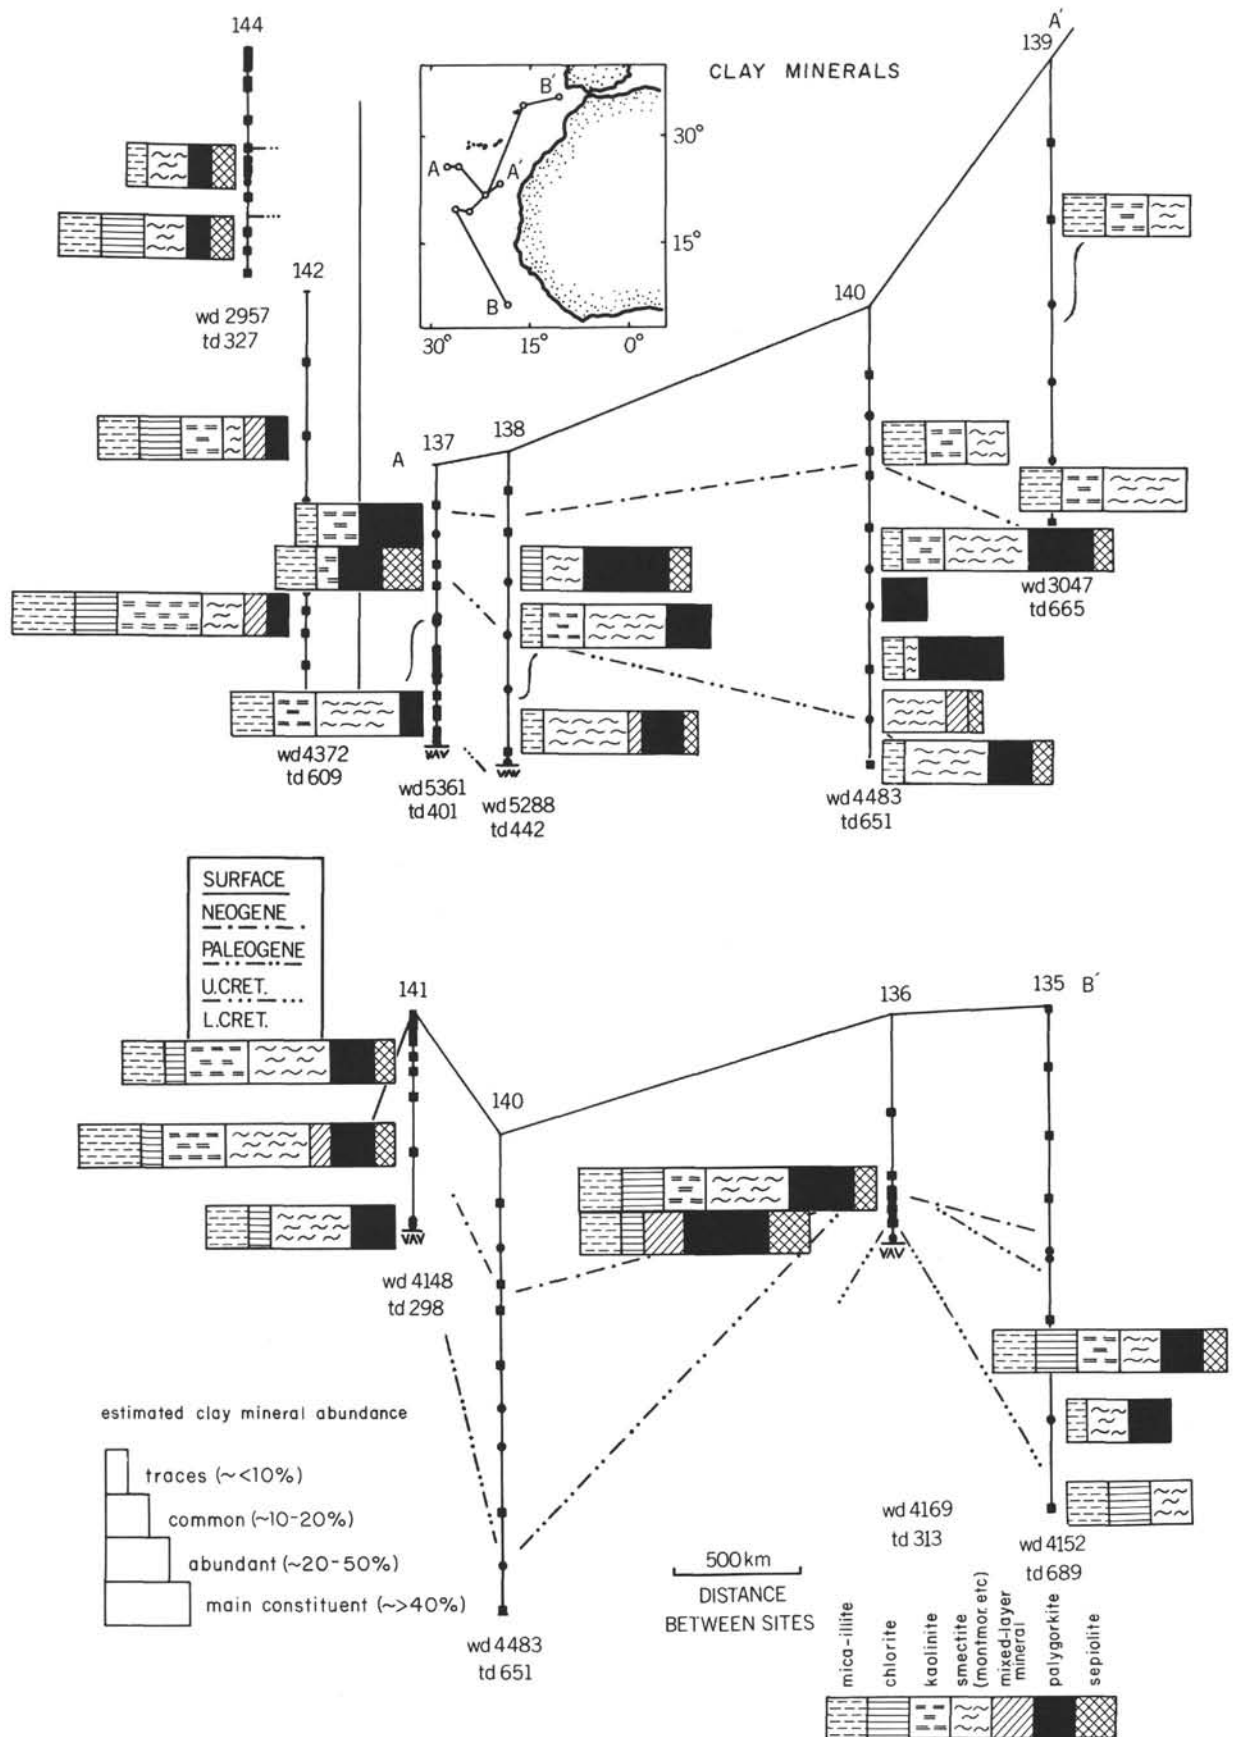 144
A′
139
CLAY MINERALS
B′
30°
A
A′
15°
B
30°
15°
0°
142
wd 2957
td 327
140
A
137
138
wd 3047
td 665
wd 4372
td 609
wd 5361
td 401
wd 5288
td 442
wd 4483
td 651
SURFACE
NEOGENE
PALEOGENE
U.CRET.
L.CRET.
141
136
135
B′
140
wd 4148
td 298
estimated clay mineral abundance
traces (~<10%)
common (~10-20%)
abundant (~20-50%)
main constituent (~>40%)
wd 4169
td 313
wd 4152
td 689
500 km
DISTANCE
BETWEEN SITES
wd 4483
td 651
mica-illite
chlorite
kaolinite
smectite
(montmor. etc)
mixed-layer
mineral
palygorkite
sepiolite